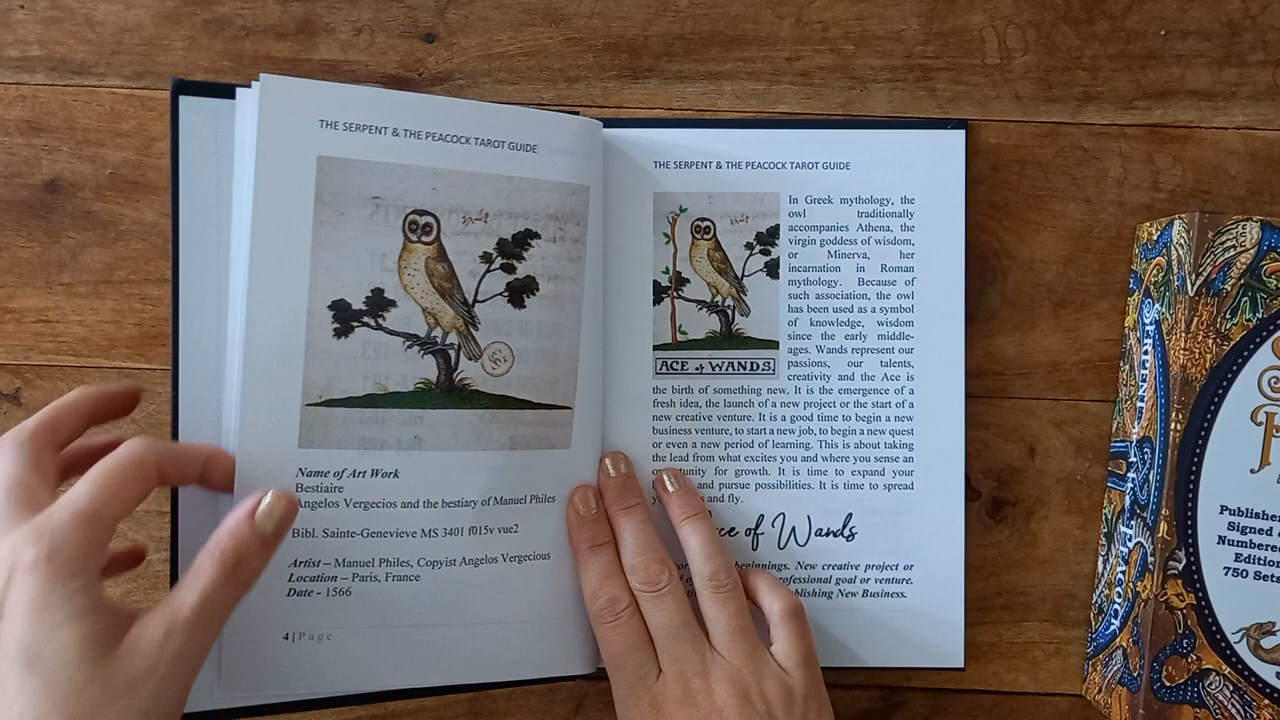 THE SERPENT & THE PEACOCK TAROT GUIDE
Name of Art Work
Bestiaire
Angelos Vergecios and the bestiary of Manuel Philes
Bibl. Sainte-Genevieve MS 3401 f015v vue2
Artist – Manuel Philes, Copyist Angelos Vergecious
Location – Paris, France
Date - 1566
4 | Page
THE SERPENT & THE PEACOCK TAROT GUIDE
ACE of WANDS.
In Greek mythology, the
owl traditionally
accompanies Athena, the
virgin goddess of wisdom,
or Minerva, her
incarnation in Roman
mythology. Because of
such association, the owl
has been used as a symbol
of knowledge, wisdom
since the early middle-
ages. Wands represent our
passions, our talents,
creativity and the Ace is
the birth of something new. It is the emergence of a
fresh idea, the launch of a new project or the start of a
new creative venture. It is a good time to begin a new
business venture, to start a new job, to begin a new quest
or even a new period of learning. This is about taking
the lead from what excites you and where you sense an
opportunity for growth. It is time to expand your
and pursue possibilities. It is time to spread
and fly.
Ace of Wands
beginnings. New creative project or
professional goal or venture.
New Business.
SERPENT
PEACOCK
Publisher
Signed &
Numbered
Edition
750 Sets